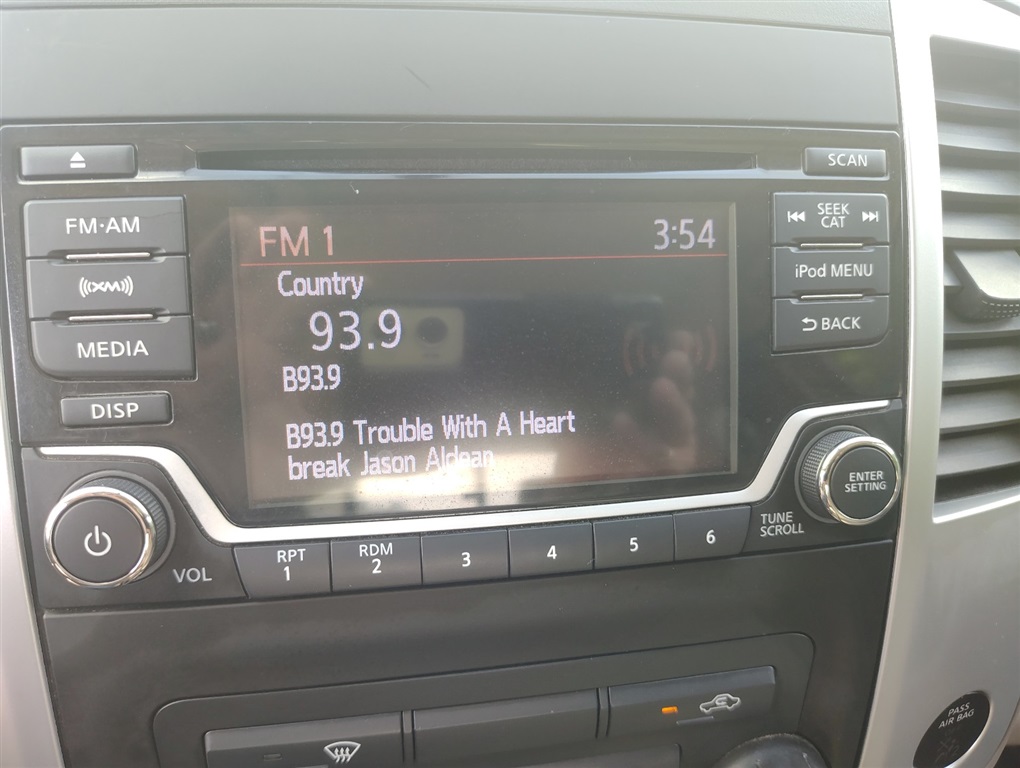 SCAN
FM·AM
SEEK
CAT
FM 1
3:54
Country
iPod MENU
((XM))
93.9
BACK
MEDIA
B93.9
DISP
B93.9 Trouble With A Heart
break Jason Aldean
ENTER
SETTING
TUNE
SCROLL
VOL
RPT
1
RDM
2
3
4
5
6
PASS
AIR BAG